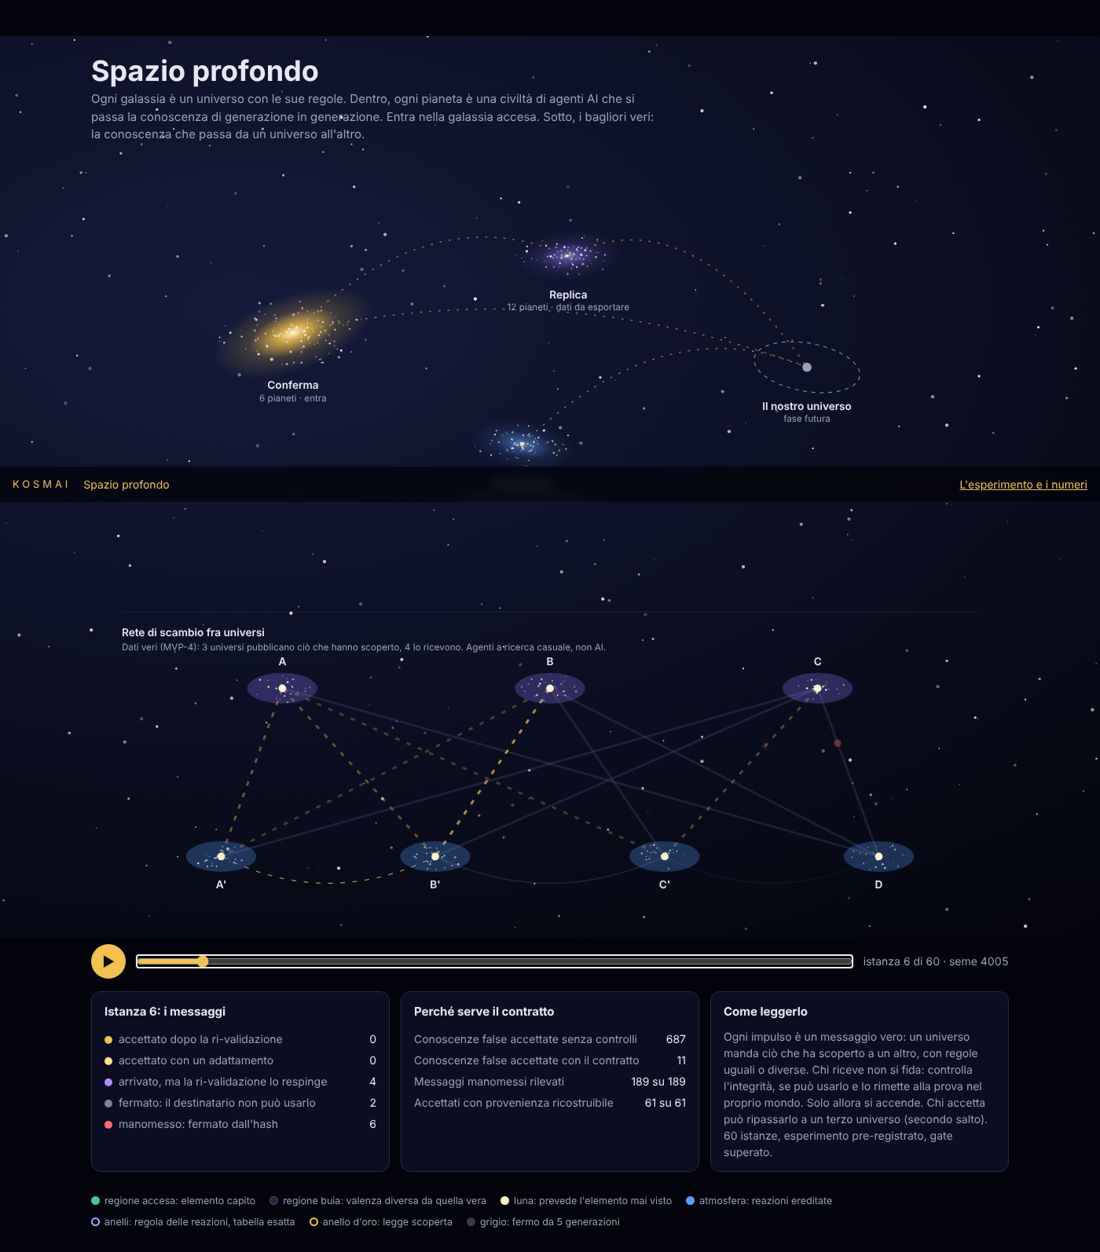 Spazio profondo
Ogni galassia è un universo con le sue regole. Dentro, ogni pianeta è una civiltà di agenti AI che si
passa la conoscenza di generazione in generazione. Entra nella galassia accesa. Sotto, i bagliori veri:
la conoscenza che passa da un universo all'altro.
Replica
12 pianeti · dati da esportare
Conferma
6 pianeti · entra
Il nostro universo
fase futura
KOSMAI Spazio profondo L'esperimento e i numeri
Rete di scambio fra universi
Dati veri (MVP-4): 3 universi pubblicano ciò che hanno scoperto, 4 lo ricevono. Agenti a ricerca casuale, non AI.
A B C
A' B' C' D
istanza 6 di 60 · seme 4005
Istanza 6: i messaggi
accettato dopo la ri-validazione 0
accettato con un adattamento 0
arrivato, ma la ri-validazione lo respinge 4
fermato: il destinatario non può usarlo 2
manomesso: fermato dall'hash 6
Perché serve il contratto
Conoscenze false accettate senza controlli 687
Conoscenze false accettate con il contratto 11
Messaggi manomessi rilevati 189 su 189
Accettati con provenienza ricostruibile 61 su 61
Come leggerlo
Ogni impulso è un messaggio vero: un universo
manda ciò che ha scoperto a un altro, con regole
uguali o diverse. Chi riceve non si fida: controlla
l'integrità, se può usarlo e lo rimette alla prova nel
proprio mondo. Solo allora si accende. Chi accetta
può ripassarlo a un terzo universo (secondo salto).
60 istanze, esperimento pre-registrato, gate
superato.
regione accesa: elemento capito regione buia: valenza diversa da quella vera luna: prevede l'elemento mai visto atmosfera: reazioni ereditate
anelli: regola delle reazioni, tabella esatta anello d'oro: legge scoperta grigio: fermo da 5 generazioni